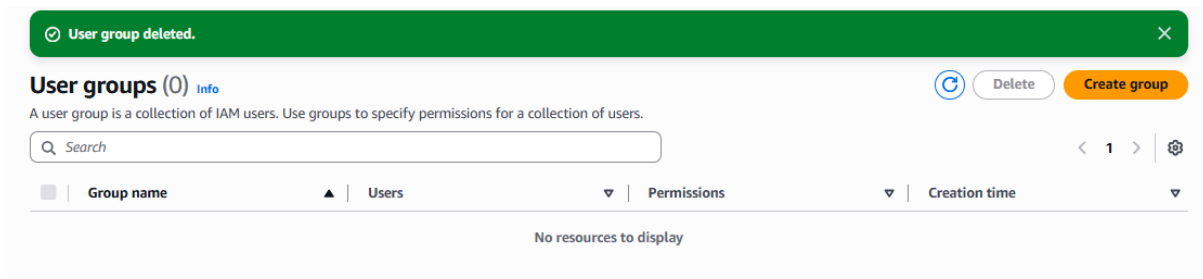 User group deleted.
User groups (0) Info
Delete
Create group
A user group is a collection of IAM users. Use groups to specify permissions for a collection of users.
Search
1
Group name Users Permissions Creation time
No resources to display